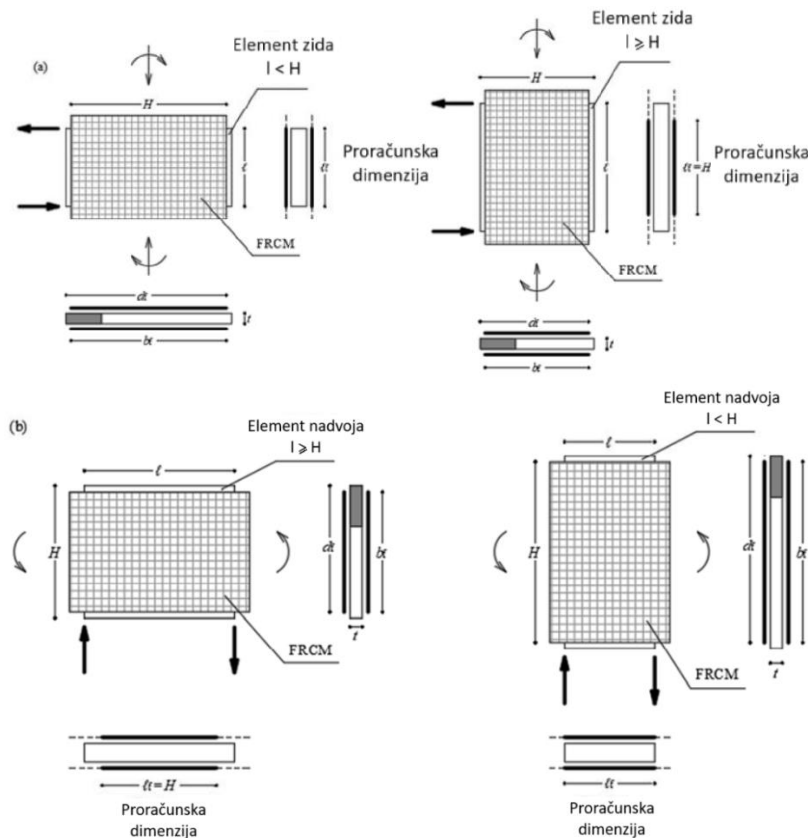 (a)
Element zida
l < H
H
ℓ
ℓt
Proračunska
dimenzija
FRCM
dt
t
bt
Element zida
l ⩾ H
H
ℓ
ℓt=H
Proračunska
dimenzija
FRCM
dt
t
bt
(b)
Element nadvoja
l ⩾ H
ℓ
H
dt
bt
t
FRCM
ℓt=H
Proračunska
dimenzija
Element nadvoja
l < H
ℓ
H
dt
bt
t
FRCM
ℓt
Proračunska
dimenzija